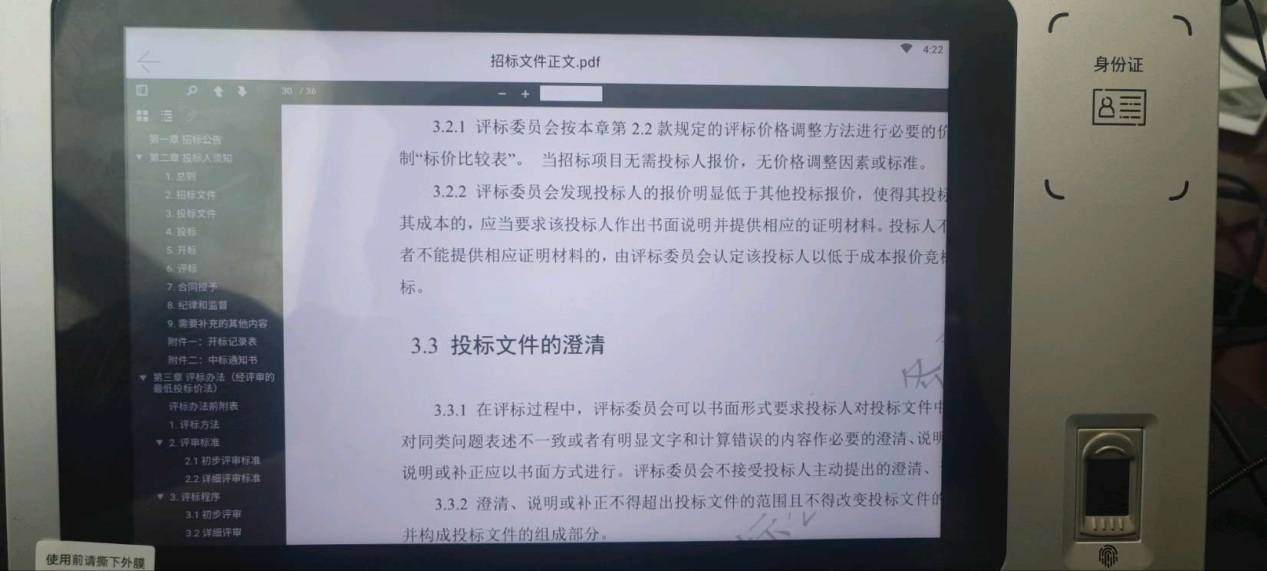 招标文件正文.pdf
4:22
30 / 36
− +
第一章 招标公告
第二章 投标人须知
1. 总则
2. 招标文件
3. 投标文件
4. 投标
5. 开标
6. 评标
7. 合同授予
8. 纪律和监督
9. 需要补充的其他内容
附件一：开标记录表
附件二：中标通知书
第三章 评标办法（经评审的
最低投标价法）
评标办法前附表
1. 评标方法
2. 评审标准
2.1 初步评审标准
2.2 详细评审标准
3. 评标程序
3.1 初步评审
3.2 详细评审
3.2.1 评标委员会按本章第 2.2 款规定的评标价格调整方法进行必要的价
制“标价比较表”。 当招标项目无需投标人报价，无价格调整因素或标准。
3.2.2 评标委员会发现投标人的报价明显低于其他投标报价，使得其投标
其成本的，应当要求该投标人作出书面说明并提供相应的证明材料。投标人不
者不能提供相应证明材料的，由评标委员会认定该投标人以低于成本报价竞标
标。
3.3 投标文件的澄清
3.3.1 在评标过程中，评标委员会可以书面形式要求投标人对投标文件中
对同类问题表述不一致或者有明显文字和计算错误的内容作必要的澄清、说明
说明或补正应以书面方式进行。评标委员会不接受投标人主动提出的澄清、
3.3.2 澄清、说明或补正不得超出投标文件的范围且不得改变投标文件的
并构成投标文件的组成部分。
身份证
使用前请撕下外膜